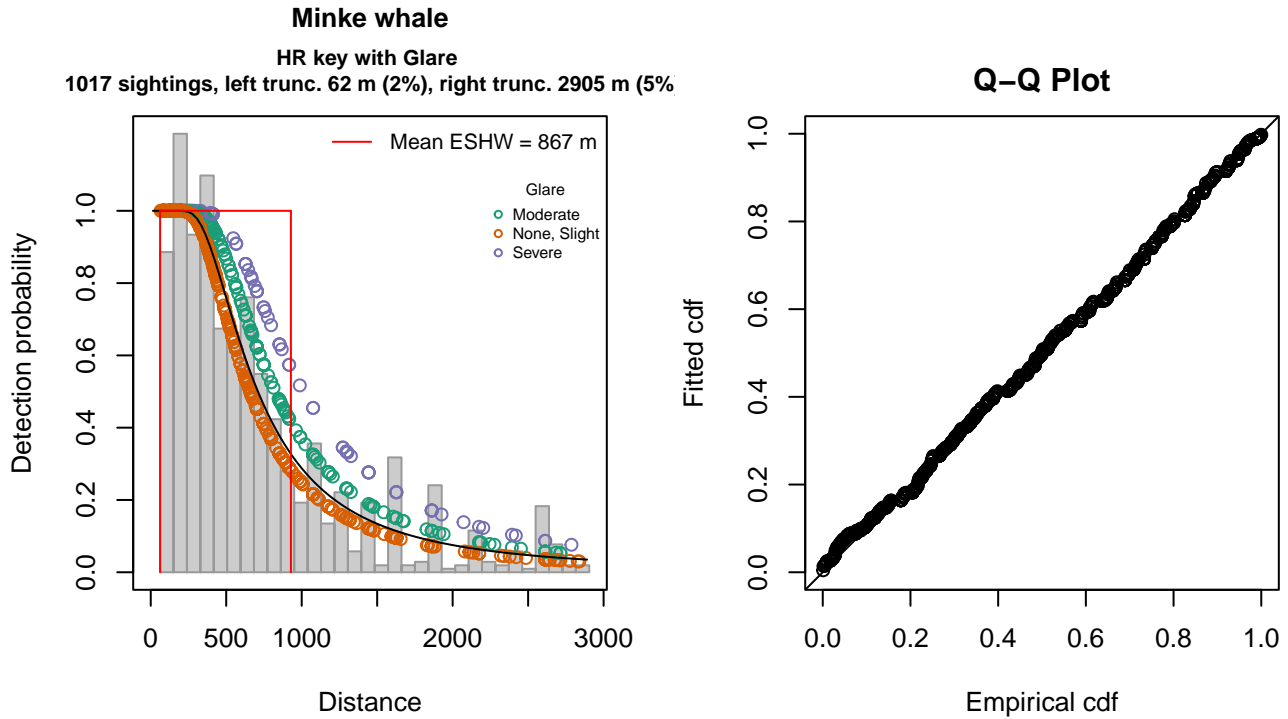 Minke whale
HR key with Glare
1017 sightings, left trunc. 62 m (2%), right trunc. 2905 m (5%
Mean ESHW = 867 m
Glare
Moderate
None, Slight
Severe
Detection probability
0.0 0.2 0.4 0.6 0.8 1.0
0 500 1000 2000 3000
Distance
Q−Q Plot
Fitted cdf
0.0 0.2 0.4 0.6 0.8 1.0
0.0 0.2 0.4 0.6 0.8 1.0
Empirical cdf